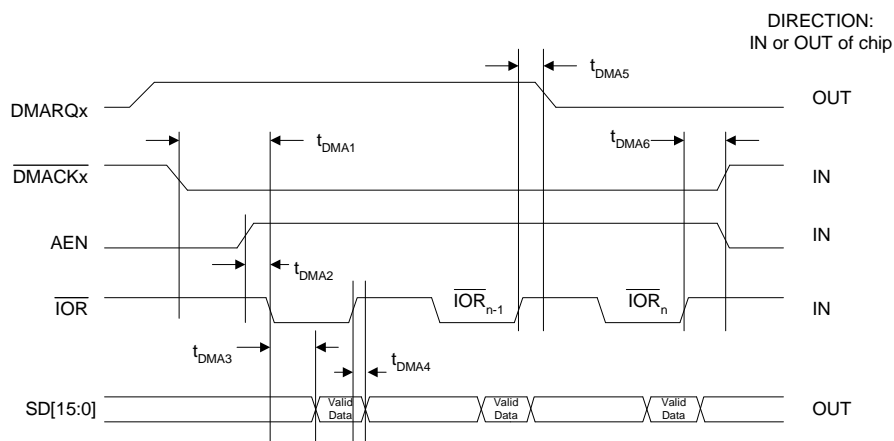 DIRECTION:
IN or OUT of chip
DMARQx
t_DMA5
OUT
DMACKx
t_DMA1
t_DMA6
IN
AEN
IN
t_DMA2
IOR
IOR_n-1
IOR_n
IN
t_DMA3
t_DMA4
SD[15:0]
Valid
Data
Valid
Data
Valid
Data
OUT